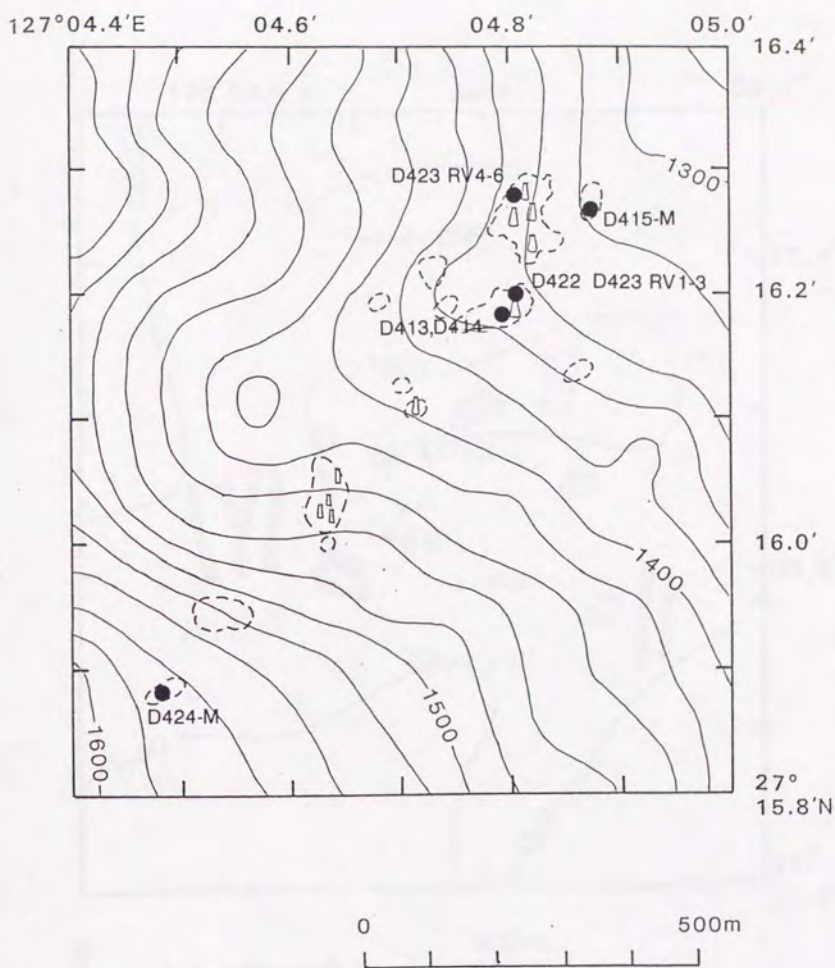 127°04.4′E 04.6′ 04.8′ 05.0′
16.4′
1300
D423 RV4-6
D415-M
16.2′
D422 D423 RV1-3
D413,D414
16.0′
1400
1500
D424-M
1600
27°
15.8′N
0 500m